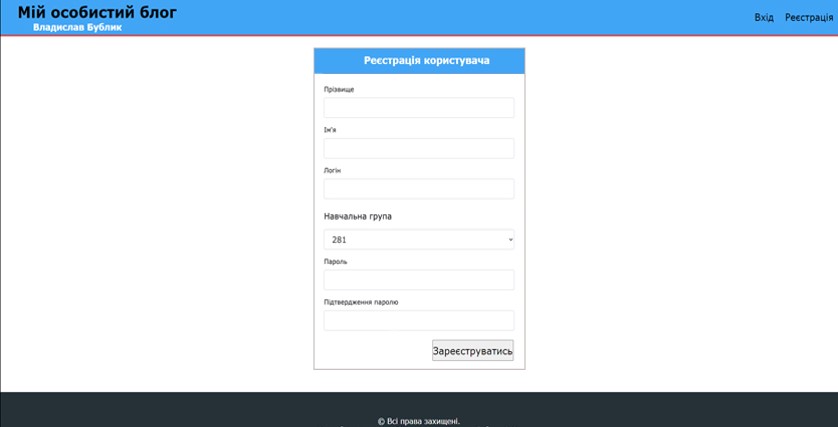 Мій особистий блог
Владислав Бублик
Вхід
Реєстрація
Реєстрація користувача
Прізвище
Ім'я
Логін
Навчальна група
281
Пароль
Підтвердження паролю
Зареєструватись
© Всі права захищені.